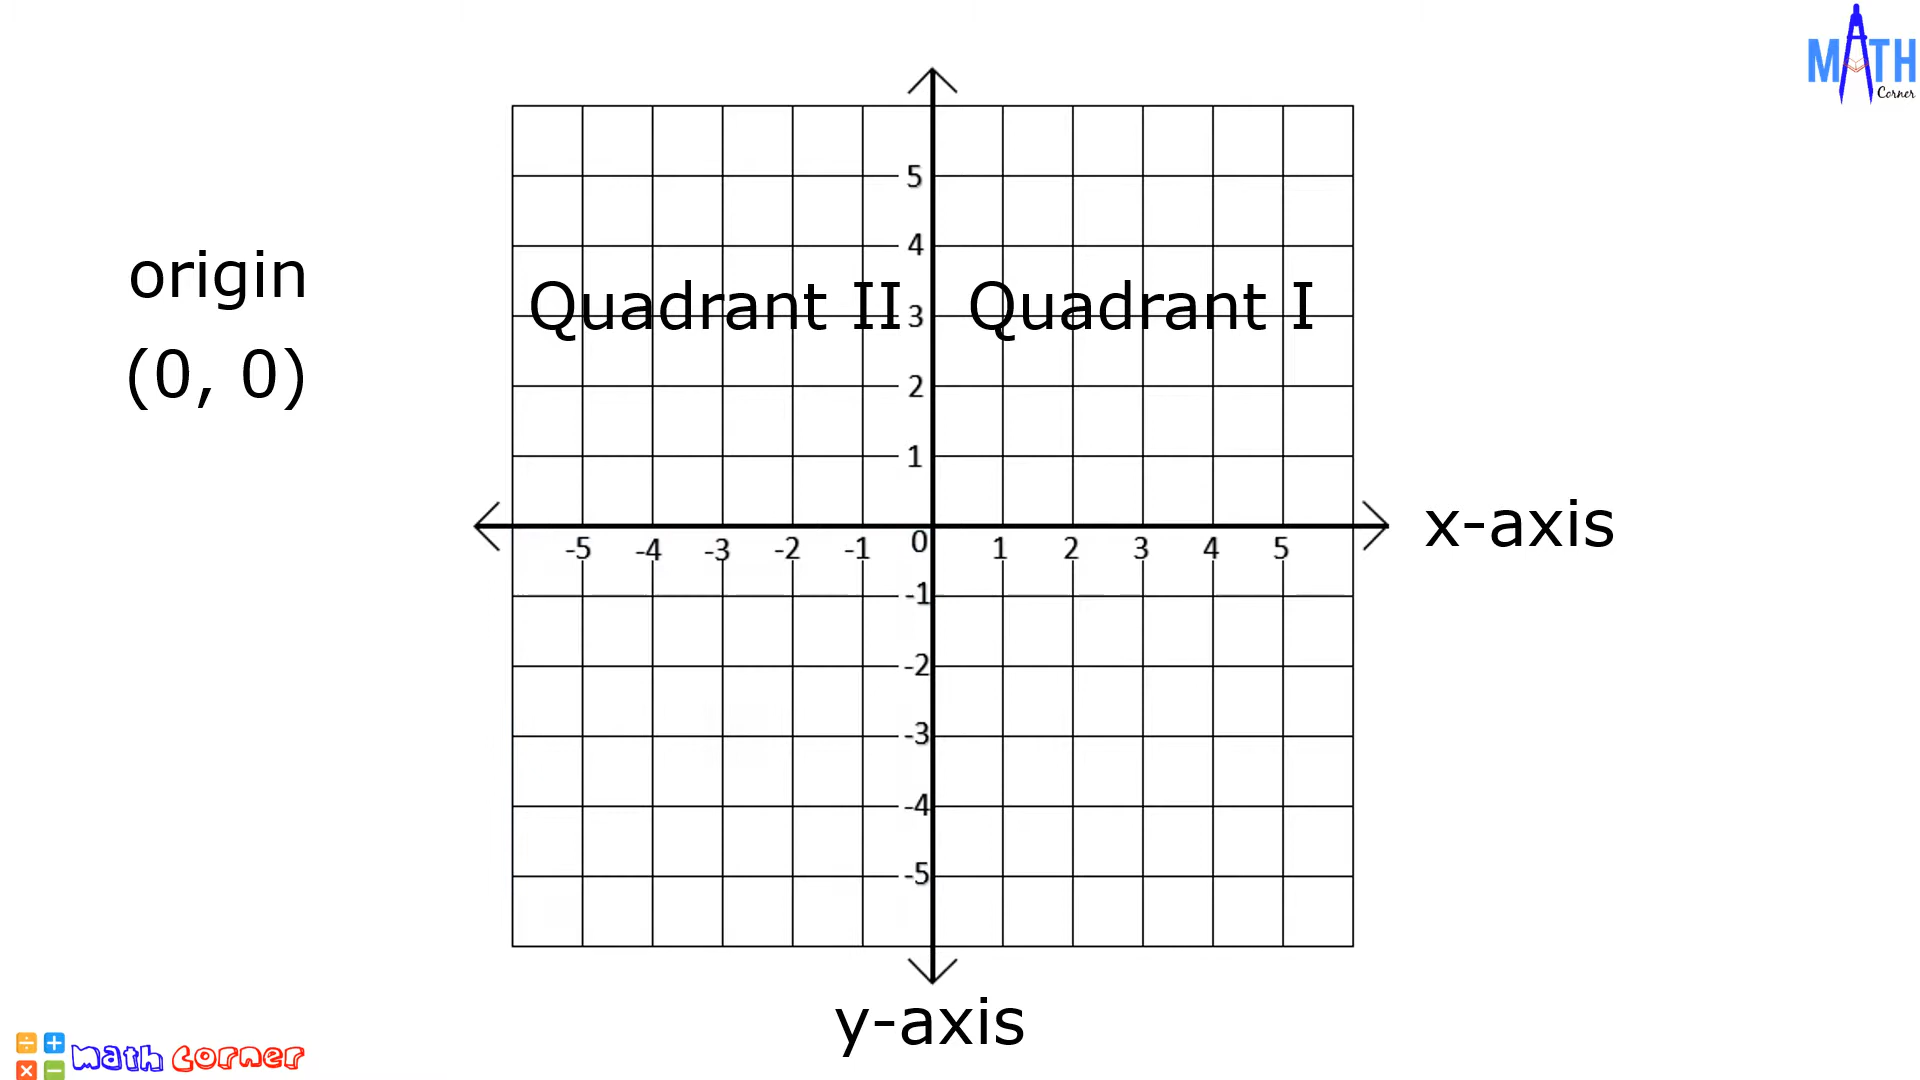 MATH
Corner
origin
(0, 0)
5
4
Quadrant II
3
Quadrant I
2
1
x-axis
-5 -4 -3 -2 -1 0 1 2 3 4 5
-1
-2
-3
-4
-5
y-axis
math corner